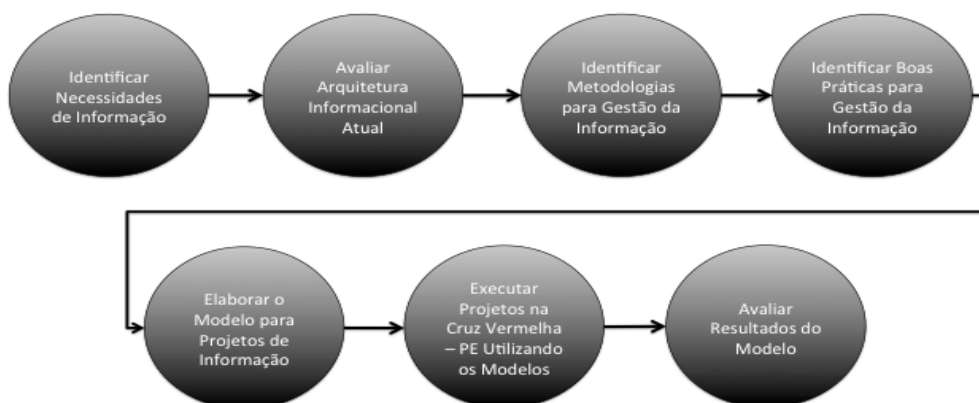 Identificar
Necessidades
de Informação
Avaliar
Arquitetura
Informacional
Atual
Identificar
Metodologias
para Gestão da
Informação
Identificar Boas
Práticas para
Gestão da
Informação
Elaborar o
Modelo para
Projetos de
Informação
Executar
Projetos na
Cruz Vermelha
– PE Utilizando
os Modelos
Avaliar
Resultados do
Modelo